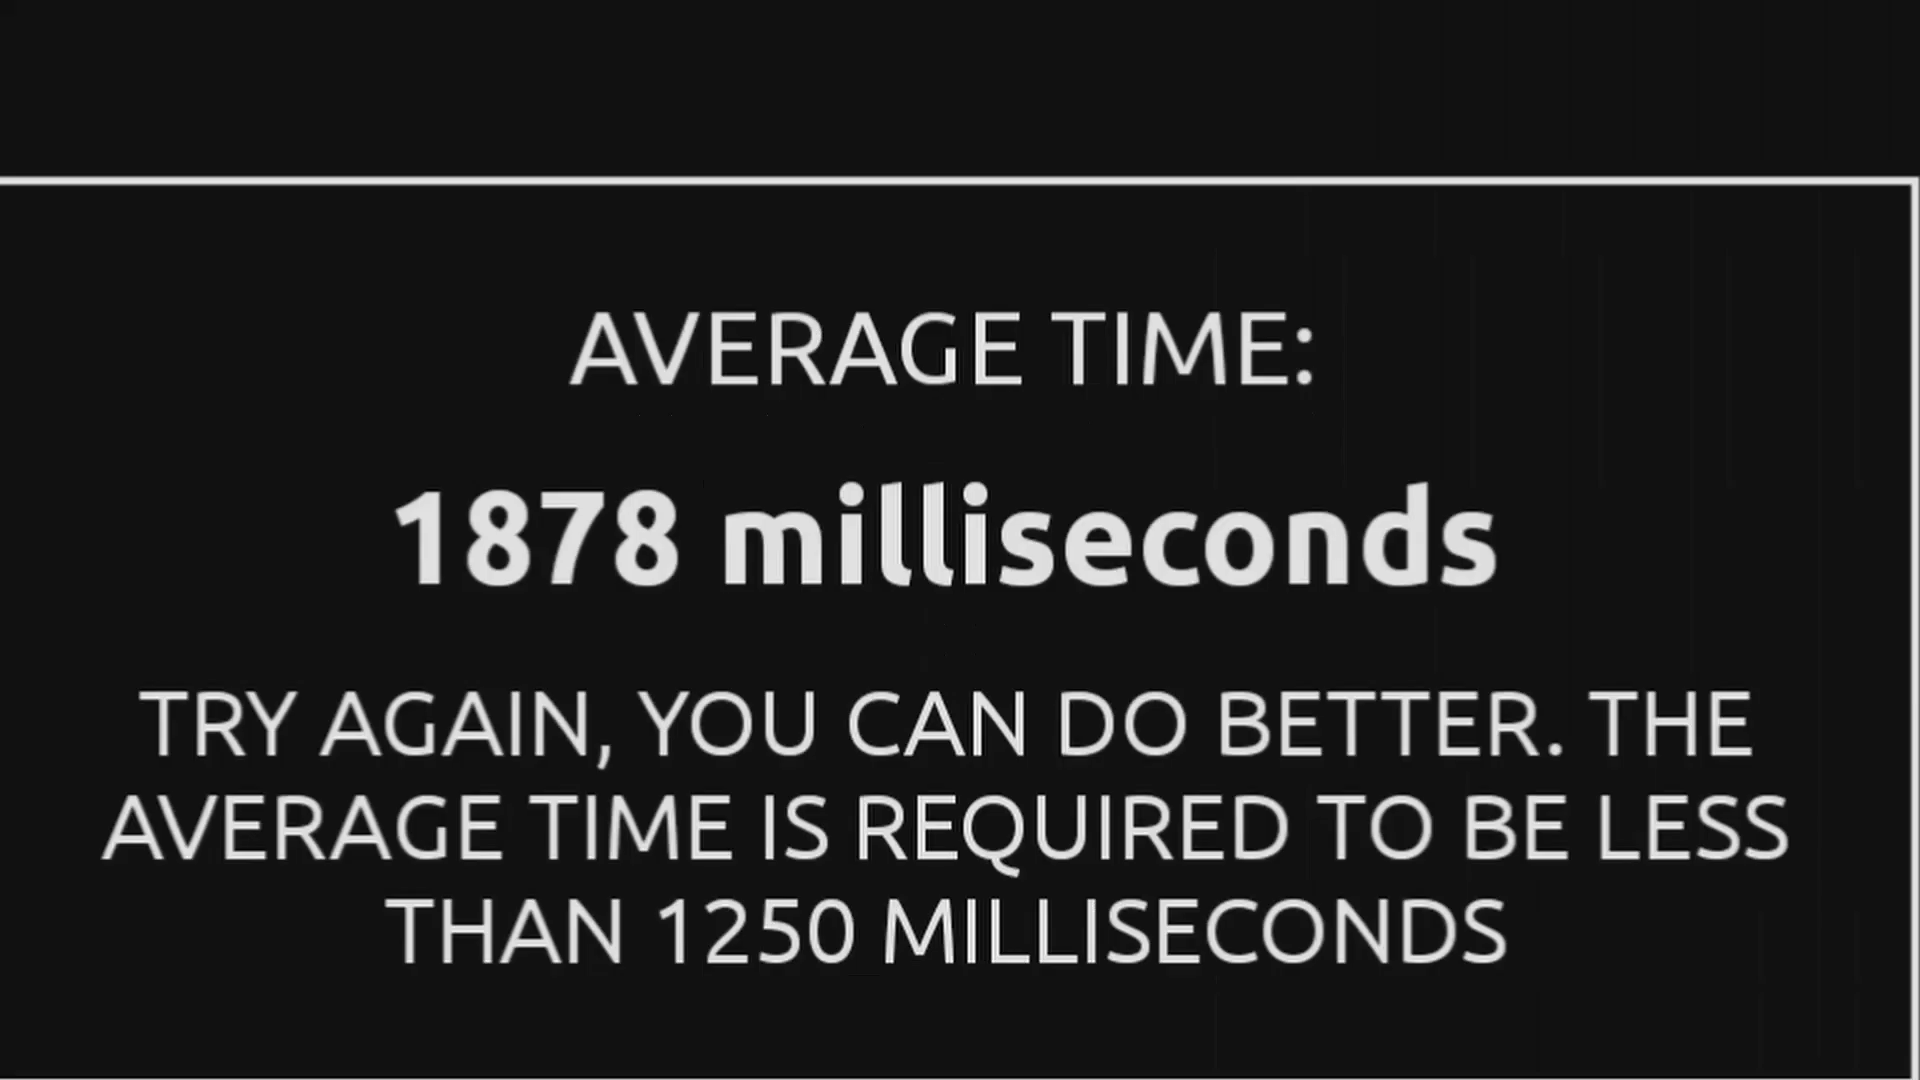 AVERAGE TIME:
1878 milliseconds
TRY AGAIN, YOU CAN DO BETTER. THE
AVERAGE TIME IS REQUIRED TO BE LESS
THAN 1250 MILLISECONDS